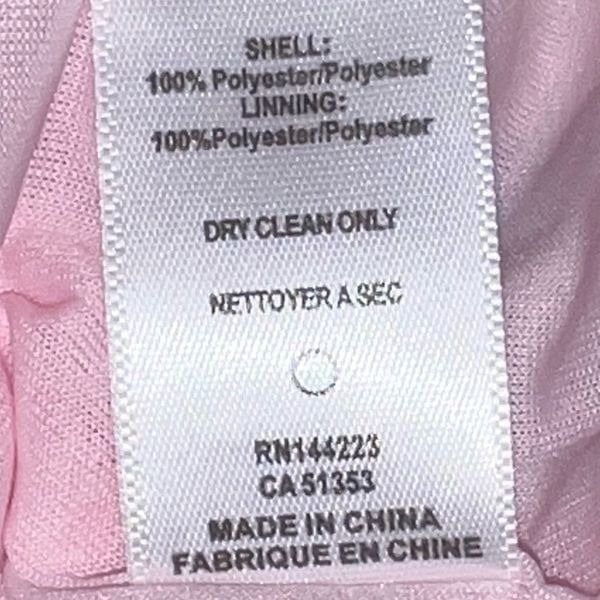 SHELL:
100% Polyester/Polyester
LINNING:
100%Polyester/Polyester
DRY CLEAN ONLY
NETTOYER A SEC
RN144223
CA 51353
MADE IN CHINA
FABRIQUE EN CHINE